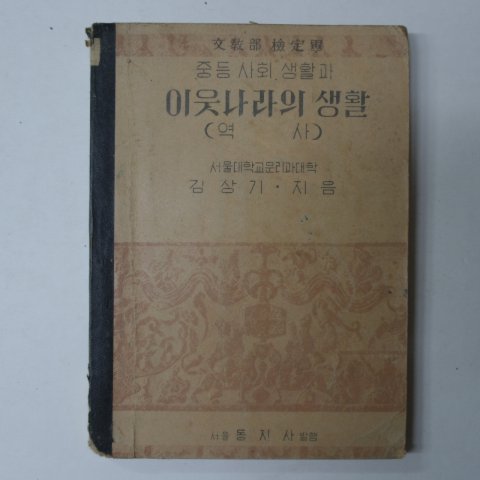 文敎部 檢定畢
중등 사회 생활과
이웃나라의 생활
(역 사)
서울대학교문리과대학
김상기·지음
서울 동지사 발행